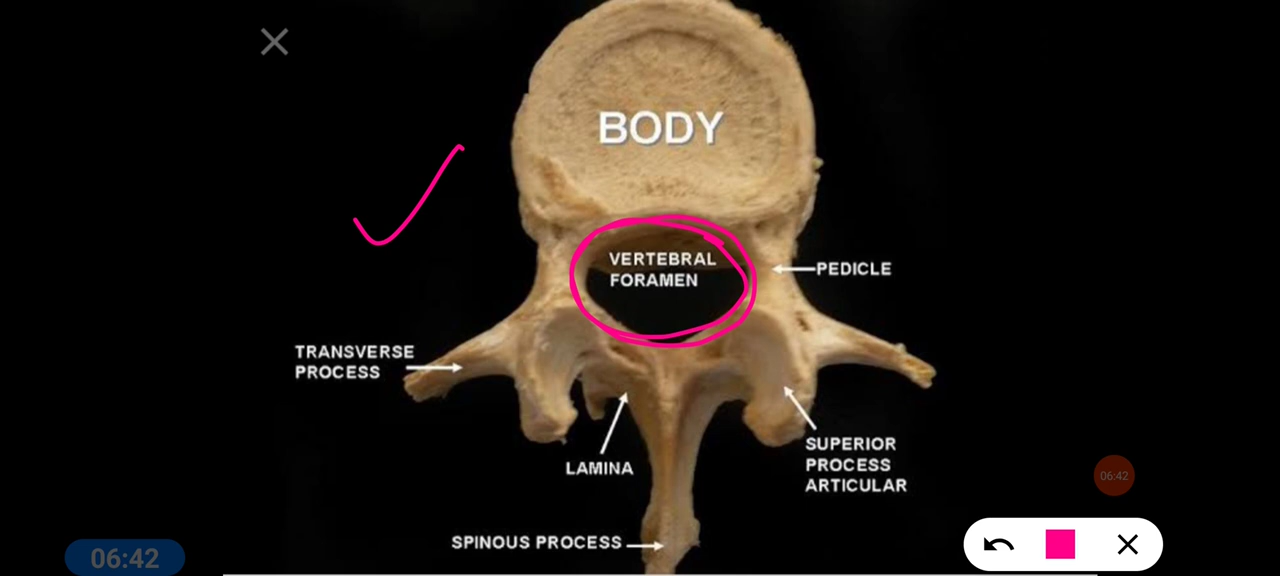 BODY
VERTEBRAL
FORAMEN
PEDICLE
TRANSVERSE
PROCESS
LAMINA
SUPERIOR
PROCESS
ARTICULAR
SPINOUS PROCESS
06:42
06:42